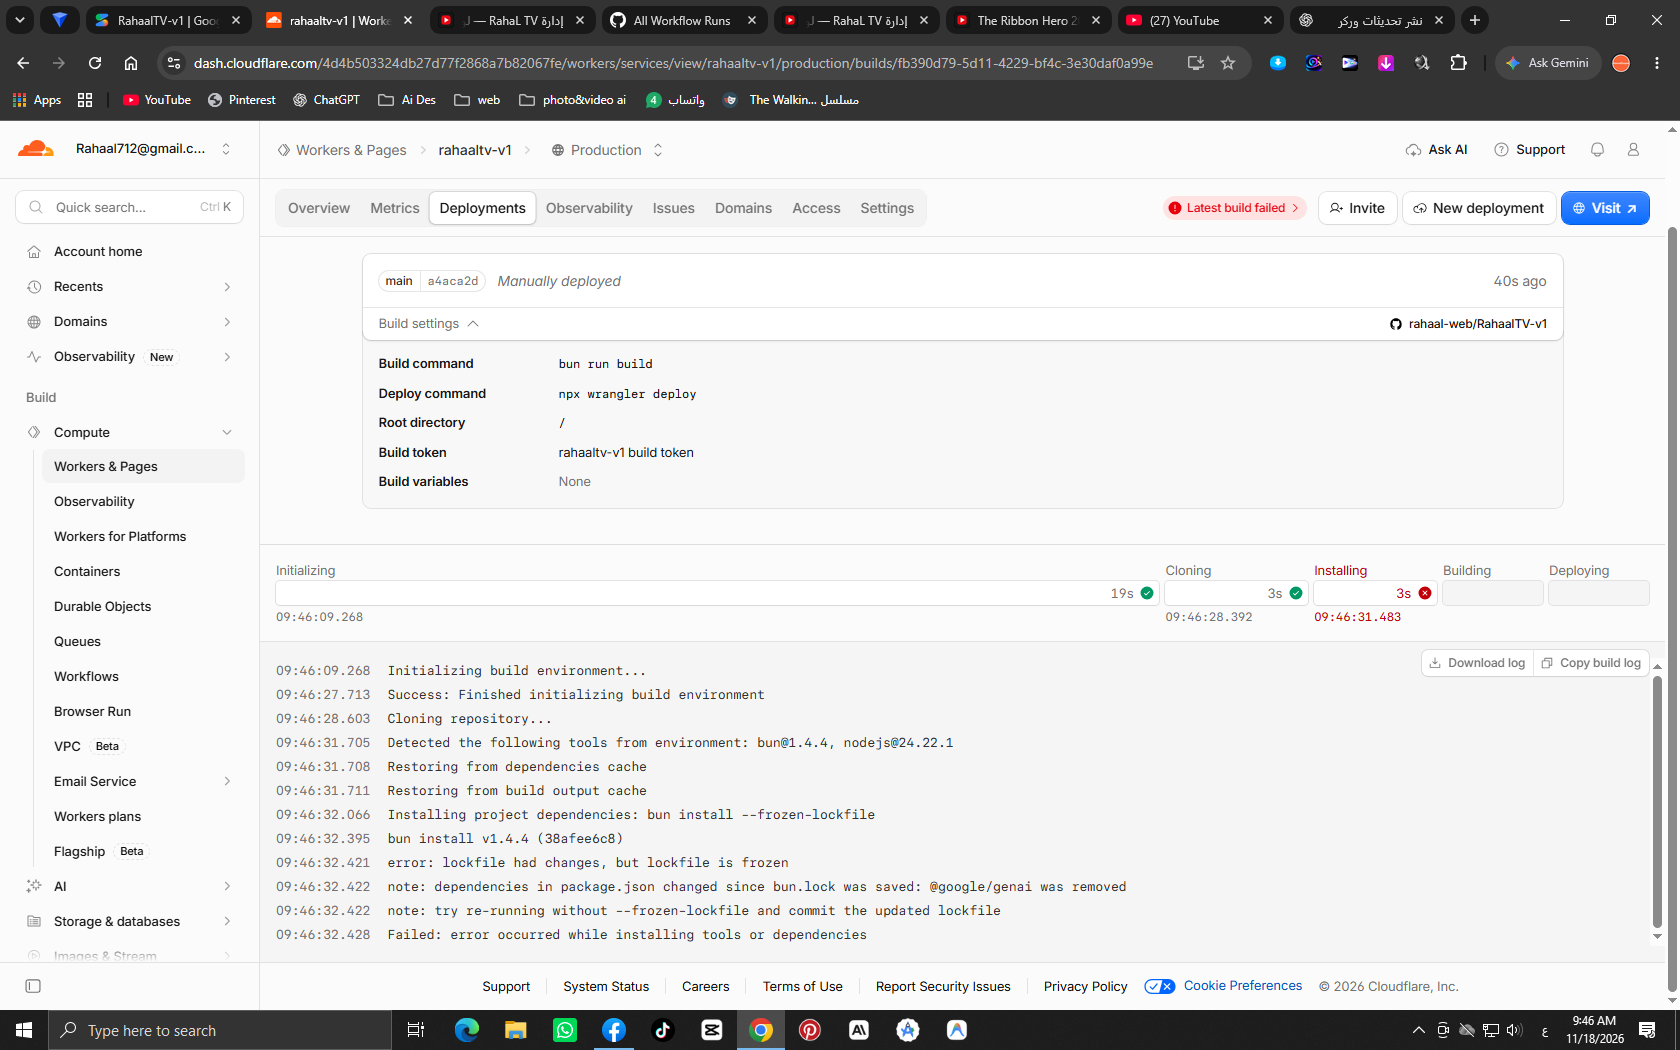 RahaalTV-v1 | Goo
rahaaltv-v1 | Worke
إدارة RahaL TV — لو
All Workflow Runs
إدارة RahaL TV — لو
The Ribbon Hero 2
(27) YouTube
نشر تحديثات وركر
dash.cloudflare.com/4d4b503324db27d77f2868a7b82067fe/workers/services/view/rahaaltv-v1/production/builds/fb390d79-5d11-4229-bf4c-3e30daf0a99e
Ask Gemini
Apps
YouTube
Pinterest
ChatGPT
Ai Des
web
photo&video ai
4
واتساب
مسلسل The Walkin...
Rahaal712@gmail.c...
Workers & Pages
rahaaltv-v1
Production
Ask AI
Support
Quick search...
Ctrl K
Overview
Metrics
Deployments
Observability
Issues
Domains
Access
Settings
Latest build failed
Invite
New deployment
Visit
Account home
Recents
Domains
Observability
New
Build
Compute
Workers & Pages
Observability
Workers for Platforms
Containers
Durable Objects
Queues
Workflows
Browser Run
VPC
Beta
Email Service
Workers plans
Flagship
Beta
AI
Storage & databases
Images & Stream
main
a4aca2d
Manually deployed
40s ago
Build settings
rahaal-web/RahaalTV-v1
Build command
bun run build
Deploy command
npx wrangler deploy
Root directory
/
Build token
rahaaltv-v1 build token
Build variables
None
Initializing
19s
09:46:09.268
Cloning
3s
09:46:28.392
Installing
3s
09:46:31.483
Building
Deploying
Download log
Copy build log
09:46:09.268 Initializing build environment...
09:46:27.713 Success: Finished initializing build environment
09:46:28.603 Cloning repository...
09:46:31.705 Detected the following tools from environment: bun@1.4.4, nodejs@24.22.1
09:46:31.708 Restoring from dependencies cache
09:46:31.711 Restoring from build output cache
09:46:32.066 Installing project dependencies: bun install --frozen-lockfile
09:46:32.395 bun install v1.4.4 (38afee6c8)
09:46:32.421 error: lockfile had changes, but lockfile is frozen
09:46:32.422 note: dependencies in package.json changed since bun.lock was saved: @google/genai was removed
09:46:32.422 note: try re-running without --frozen-lockfile and commit the updated lockfile
09:46:32.428 Failed: error occurred while installing tools or dependencies
Support
System Status
Careers
Terms of Use
Report Security Issues
Privacy Policy
Cookie Preferences
© 2026 Cloudflare, Inc.
Type here to search
ع
9:46 AM
11/18/2026